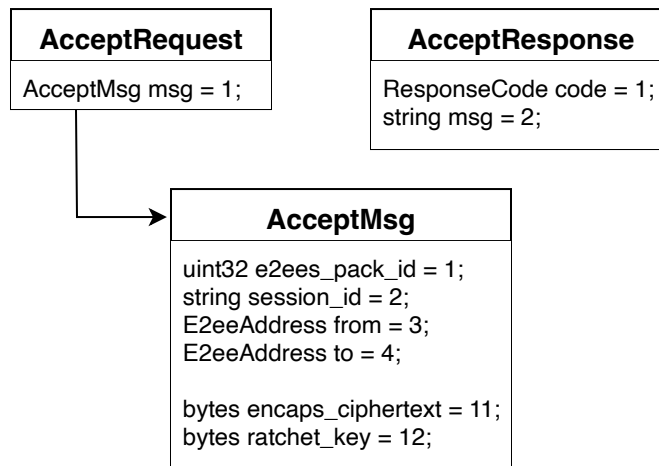 AcceptRequest
AcceptMsg msg = 1;
AcceptResponse
ResponseCode code = 1;
string msg = 2;
AcceptMsg
uint32 e2ees_pack_id = 1;
string session_id = 2;
E2eeAddress from = 3;
E2eeAddress to = 4;
bytes encaps_ciphertext = 11;
bytes ratchet_key = 12;